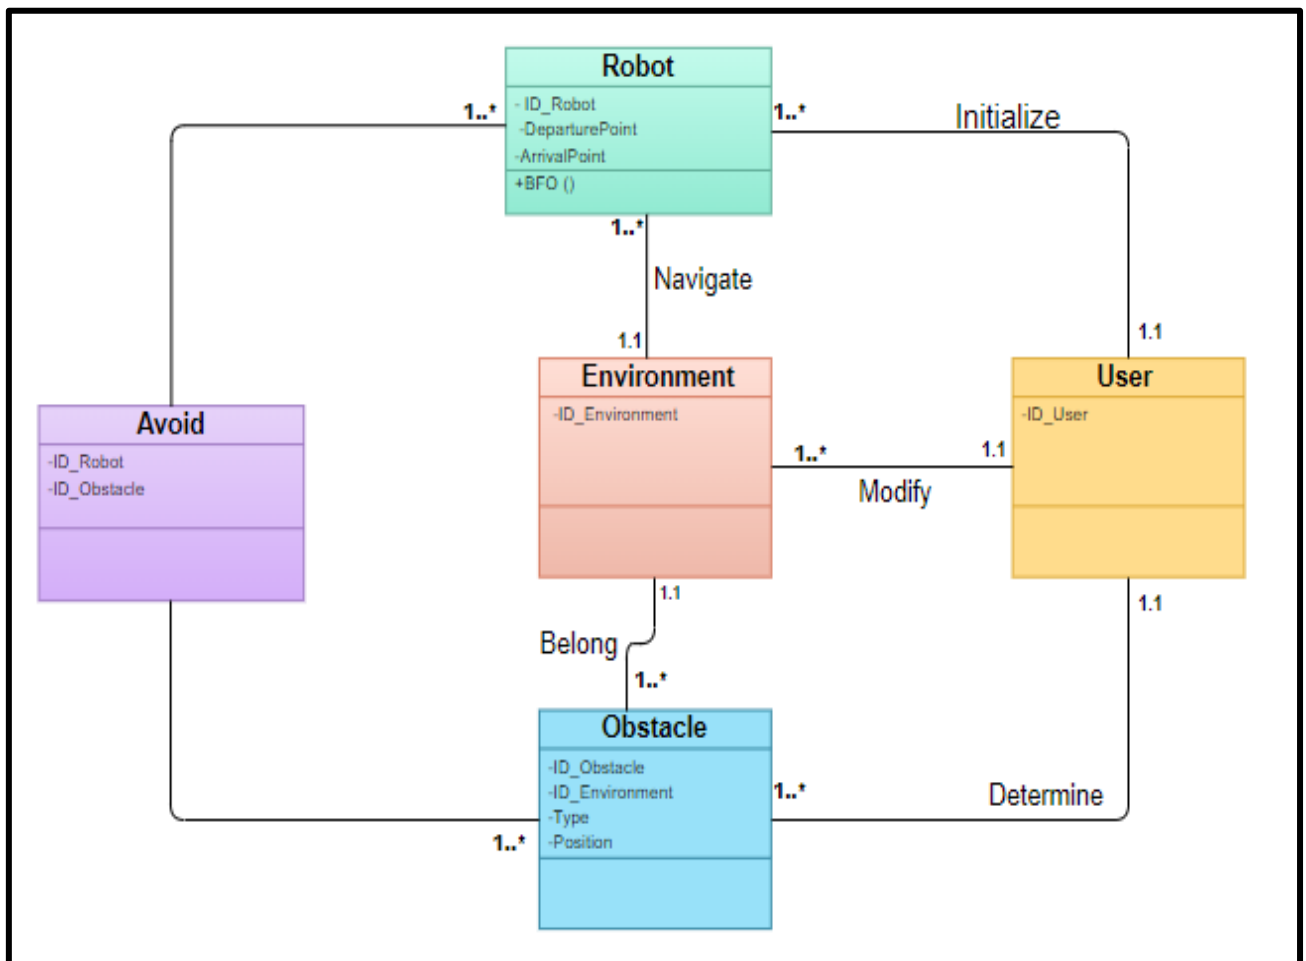 Robot
- ID_Robot
-DeparturePoint
-ArrivalPoint
+BFO ()
1..*
1..*
Initialize
1..*
Navigate
1.1
1.1
Environment
-ID_Environment
User
-ID_User
Avoid
-ID_Robot
-ID_Obstacle
1..*
1.1
Modify
1.1
1.1
Belong
1..*
Obstacle
-ID_Obstacle
-ID_Environment
-Type
-Position
1..*
Determine
1..*